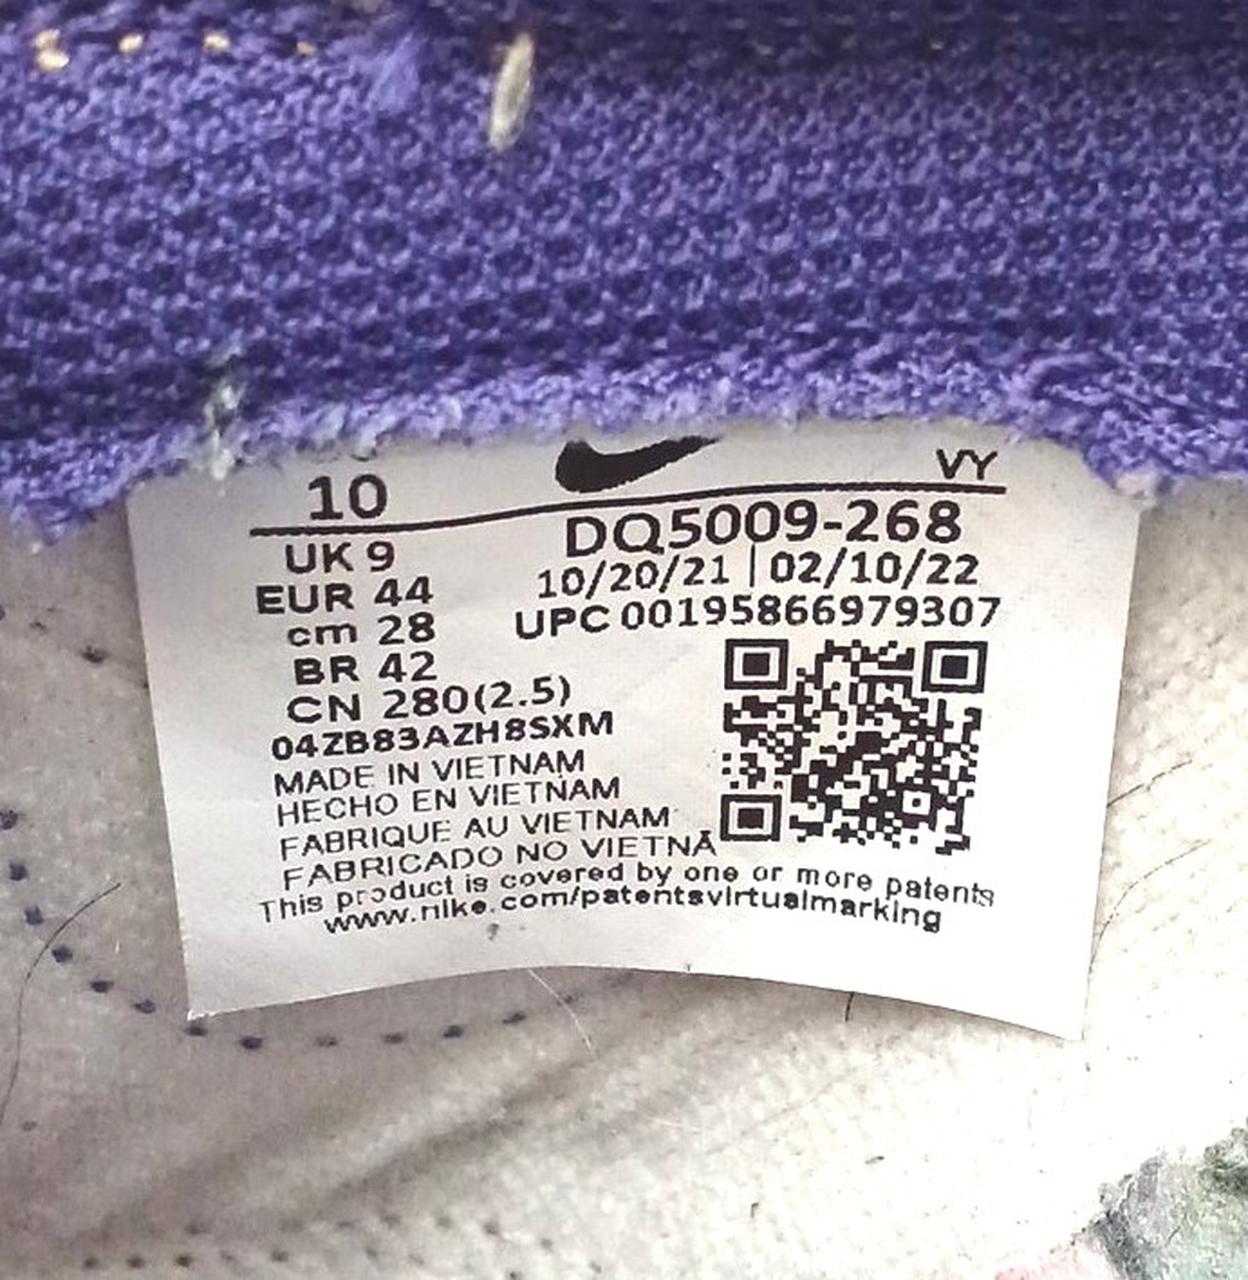 10
VY
UK 9
EUR 44
cm 28
BR 42
CN 280(2.5)
DQ5009-268
10/20/21 | 02/10/22
UPC 00195866979307
04ZB83AZH8SXM
MADE IN VIETNAM
HECHO EN VIETNAM
FABRIQUE AU VIETNAM
FABRICADO NO VIETNÃ
This product is covered by one or more patents
www.nike.com/patentsvirtualmarking